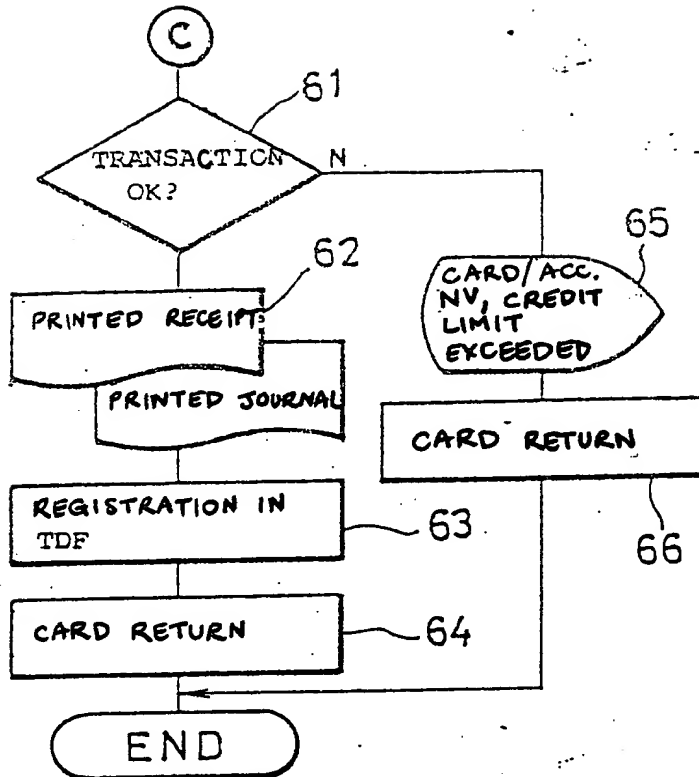 C
61
TRANSACTION
OK?
N
62
PRINTED RECEIPT
PRINTED JOURNAL
65
CARD/ACC.
NV, CREDIT
LIMIT
EXCEEDED
CARD RETURN
66
REGISTRATION IN
TDF
63
CARD RETURN
64
END